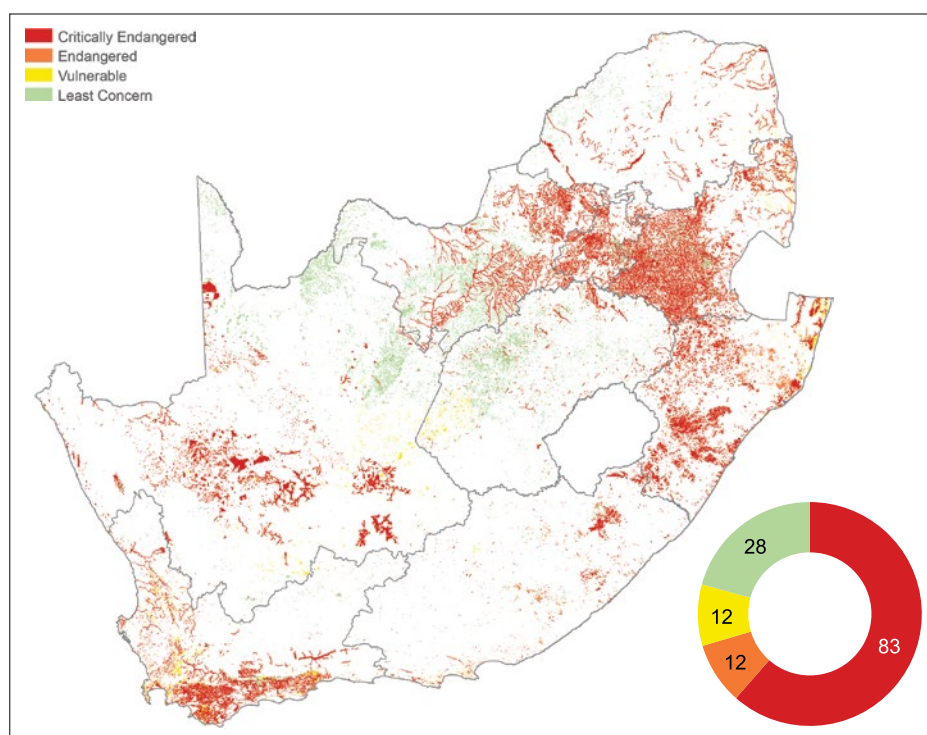 Critically Endangered
Endangered
Vulnerable
Least Concern
28
12
12
83